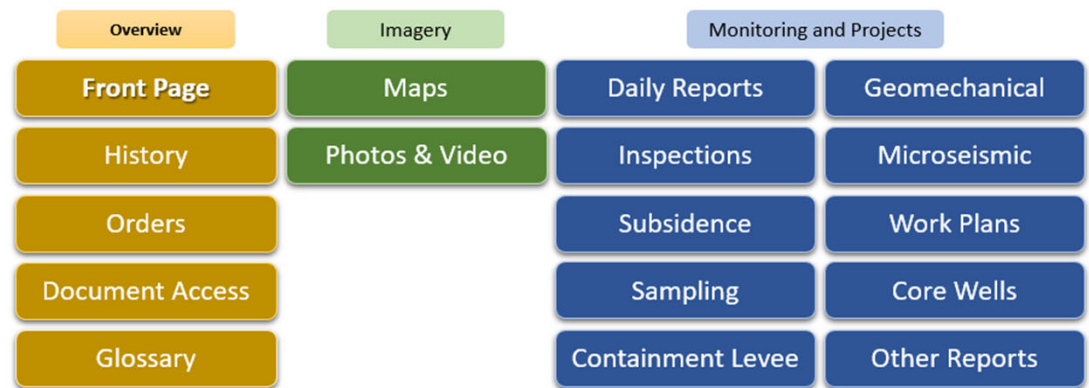 Overview
Imagery
Monitoring and Projects
Front Page
Maps
Daily Reports
Geomechanical
History
Photos & Video
Inspections
Microseismic
Orders
Subsidence
Work Plans
Document Access
Sampling
Core Wells
Glossary
Containment Levee
Other Reports